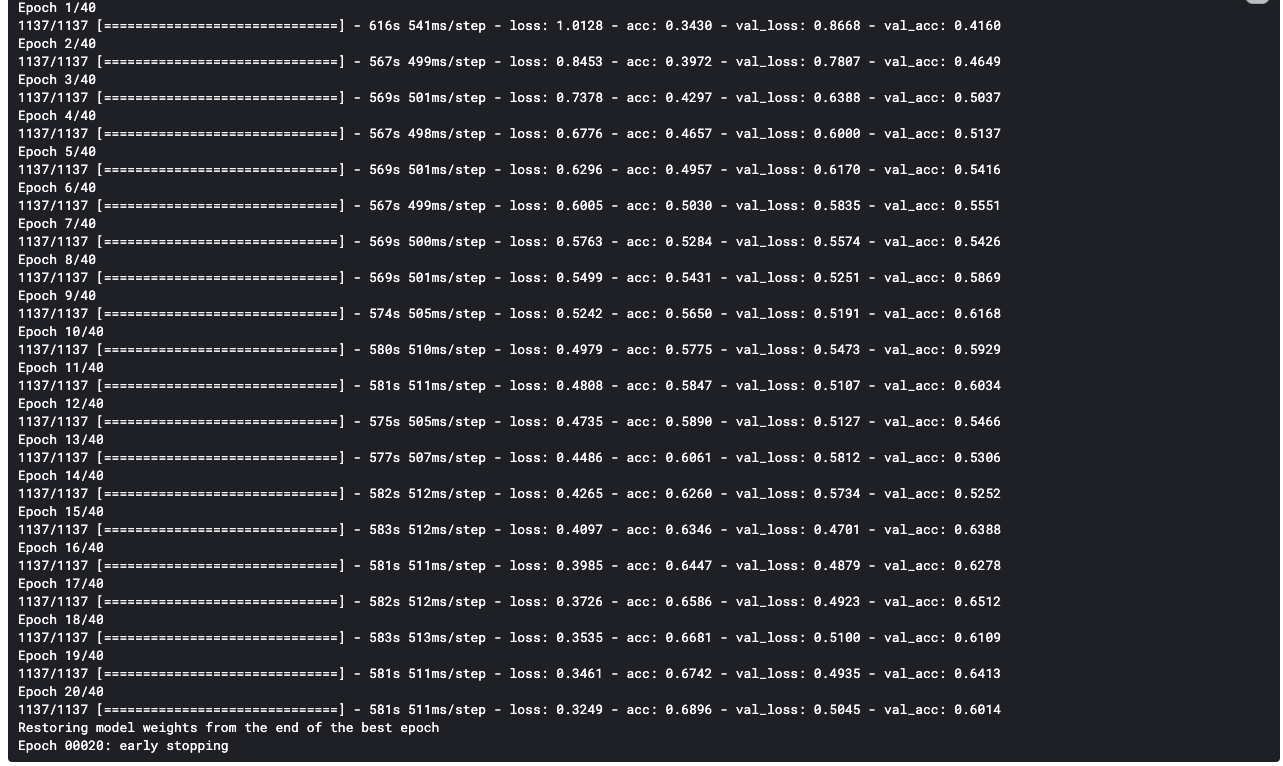 Epoch 1/40
1137/1137 [==============================] - 616s 541ms/step - loss: 1.0128 - acc: 0.3430 - val_loss: 0.8668 - val_acc: 0.4160
Epoch 2/40
1137/1137 [==============================] - 567s 499ms/step - loss: 0.8453 - acc: 0.3972 - val_loss: 0.7807 - val_acc: 0.4649
Epoch 3/40
1137/1137 [==============================] - 569s 501ms/step - loss: 0.7378 - acc: 0.4297 - val_loss: 0.6388 - val_acc: 0.5037
Epoch 4/40
1137/1137 [==============================] - 567s 498ms/step - loss: 0.6776 - acc: 0.4657 - val_loss: 0.6000 - val_acc: 0.5137
Epoch 5/40
1137/1137 [==============================] - 569s 501ms/step - loss: 0.6296 - acc: 0.4957 - val_loss: 0.6170 - val_acc: 0.5416
Epoch 6/40
1137/1137 [==============================] - 567s 499ms/step - loss: 0.6005 - acc: 0.5030 - val_loss: 0.5835 - val_acc: 0.5551
Epoch 7/40
1137/1137 [==============================] - 569s 500ms/step - loss: 0.5763 - acc: 0.5284 - val_loss: 0.5574 - val_acc: 0.5426
Epoch 8/40
1137/1137 [==============================] - 569s 501ms/step - loss: 0.5499 - acc: 0.5431 - val_loss: 0.5251 - val_acc: 0.5869
Epoch 9/40
1137/1137 [==============================] - 574s 505ms/step - loss: 0.5242 - acc: 0.5650 - val_loss: 0.5191 - val_acc: 0.6168
Epoch 10/40
1137/1137 [==============================] - 580s 510ms/step - loss: 0.4979 - acc: 0.5775 - val_loss: 0.5473 - val_acc: 0.5929
Epoch 11/40
1137/1137 [==============================] - 581s 511ms/step - loss: 0.4808 - acc: 0.5847 - val_loss: 0.5107 - val_acc: 0.6034
Epoch 12/40
1137/1137 [==============================] - 575s 505ms/step - loss: 0.4735 - acc: 0.5890 - val_loss: 0.5127 - val_acc: 0.5466
Epoch 13/40
1137/1137 [==============================] - 577s 507ms/step - loss: 0.4486 - acc: 0.6061 - val_loss: 0.5812 - val_acc: 0.5306
Epoch 14/40
1137/1137 [==============================] - 582s 512ms/step - loss: 0.4265 - acc: 0.6260 - val_loss: 0.5734 - val_acc: 0.5252
Epoch 15/40
1137/1137 [==============================] - 583s 512ms/step - loss: 0.4097 - acc: 0.6346 - val_loss: 0.4701 - val_acc: 0.6388
Epoch 16/40
1137/1137 [==============================] - 581s 511ms/step - loss: 0.3985 - acc: 0.6447 - val_loss: 0.4879 - val_acc: 0.6278
Epoch 17/40
1137/1137 [==============================] - 582s 512ms/step - loss: 0.3726 - acc: 0.6586 - val_loss: 0.4923 - val_acc: 0.6512
Epoch 18/40
1137/1137 [==============================] - 583s 513ms/step - loss: 0.3535 - acc: 0.6681 - val_loss: 0.5100 - val_acc: 0.6109
Epoch 19/40
1137/1137 [==============================] - 581s 511ms/step - loss: 0.3461 - acc: 0.6742 - val_loss: 0.4935 - val_acc: 0.6413
Epoch 20/40
1137/1137 [==============================] - 581s 511ms/step - loss: 0.3249 - acc: 0.6896 - val_loss: 0.5045 - val_acc: 0.6014
Restoring model weights from the end of the best epoch
Epoch 00020: early stopping